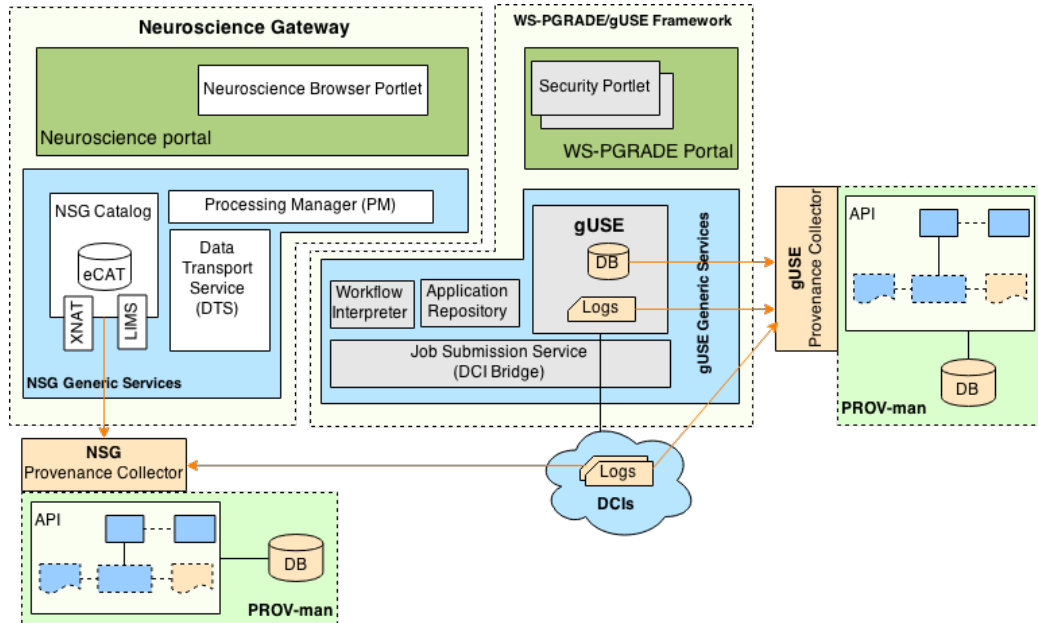 Neuroscience Gateway
Neuroscience Browser Portlet
Neuroscience portal
NSG Catalog
eCAT
XNAT
LIMS
Processing Manager (PM)
Data
Transport
Service
(DTS)
NSG Generic Services
WS-PGRADE/gUSE Framework
Security Portlet
WS-PGRADE Portal
gUSE
DB
Logs
Workflow
Interpreter
Application
Repository
Job Submission Service
(DCI Bridge)
gUSE Generic Services
gUSE
Provenance Collector
API
DB
PROV-man
NSG
Provenance Collector
Logs
DCIs
API
DB
PROV-man